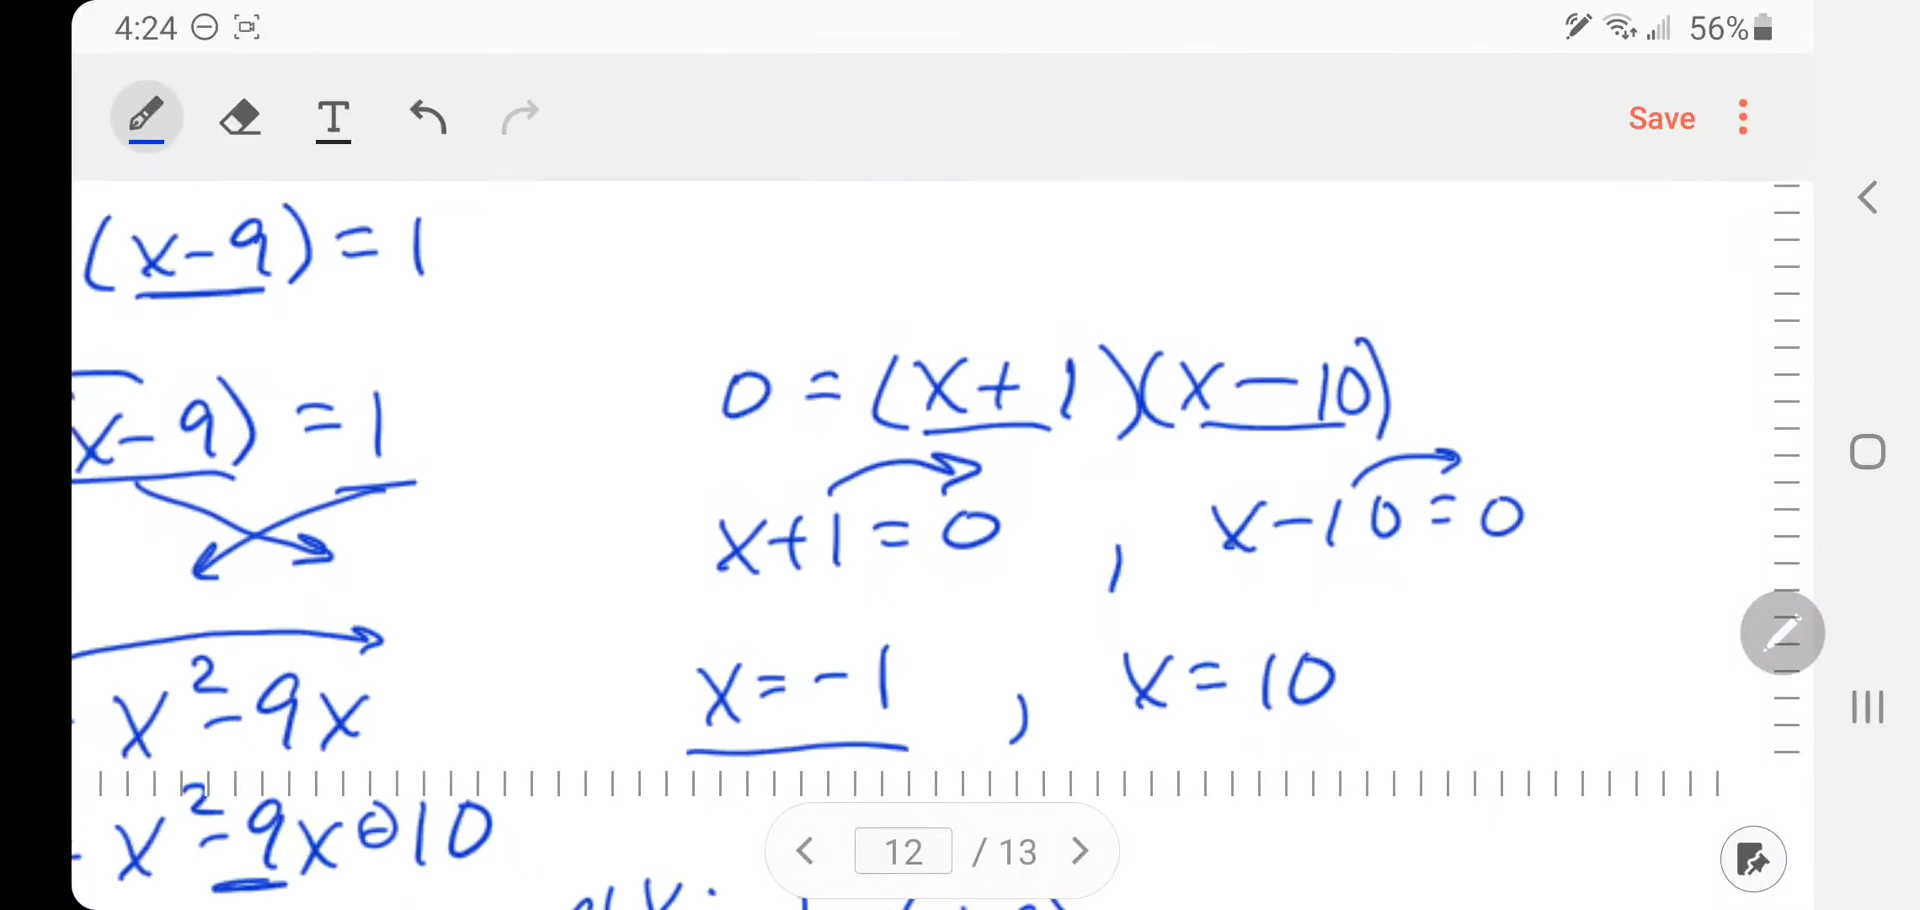 4:24 56%
T Save
(x-9) = 1
0 = (x+1)(x-10)
x-9) = 1
x+1=0 , x-10=0
x²-9x
x=-1 , x=10
x²-9x-10
12 / 13